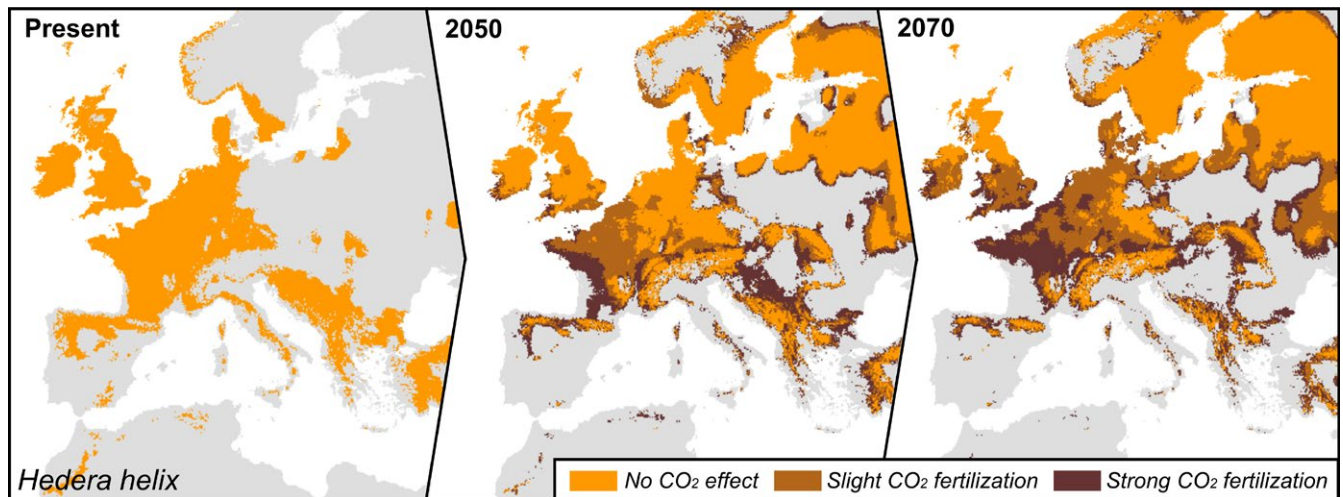 Present
2050
2070
Hedera helix
No CO₂ effect
Slight CO₂ fertilization
Strong CO₂ fertilization